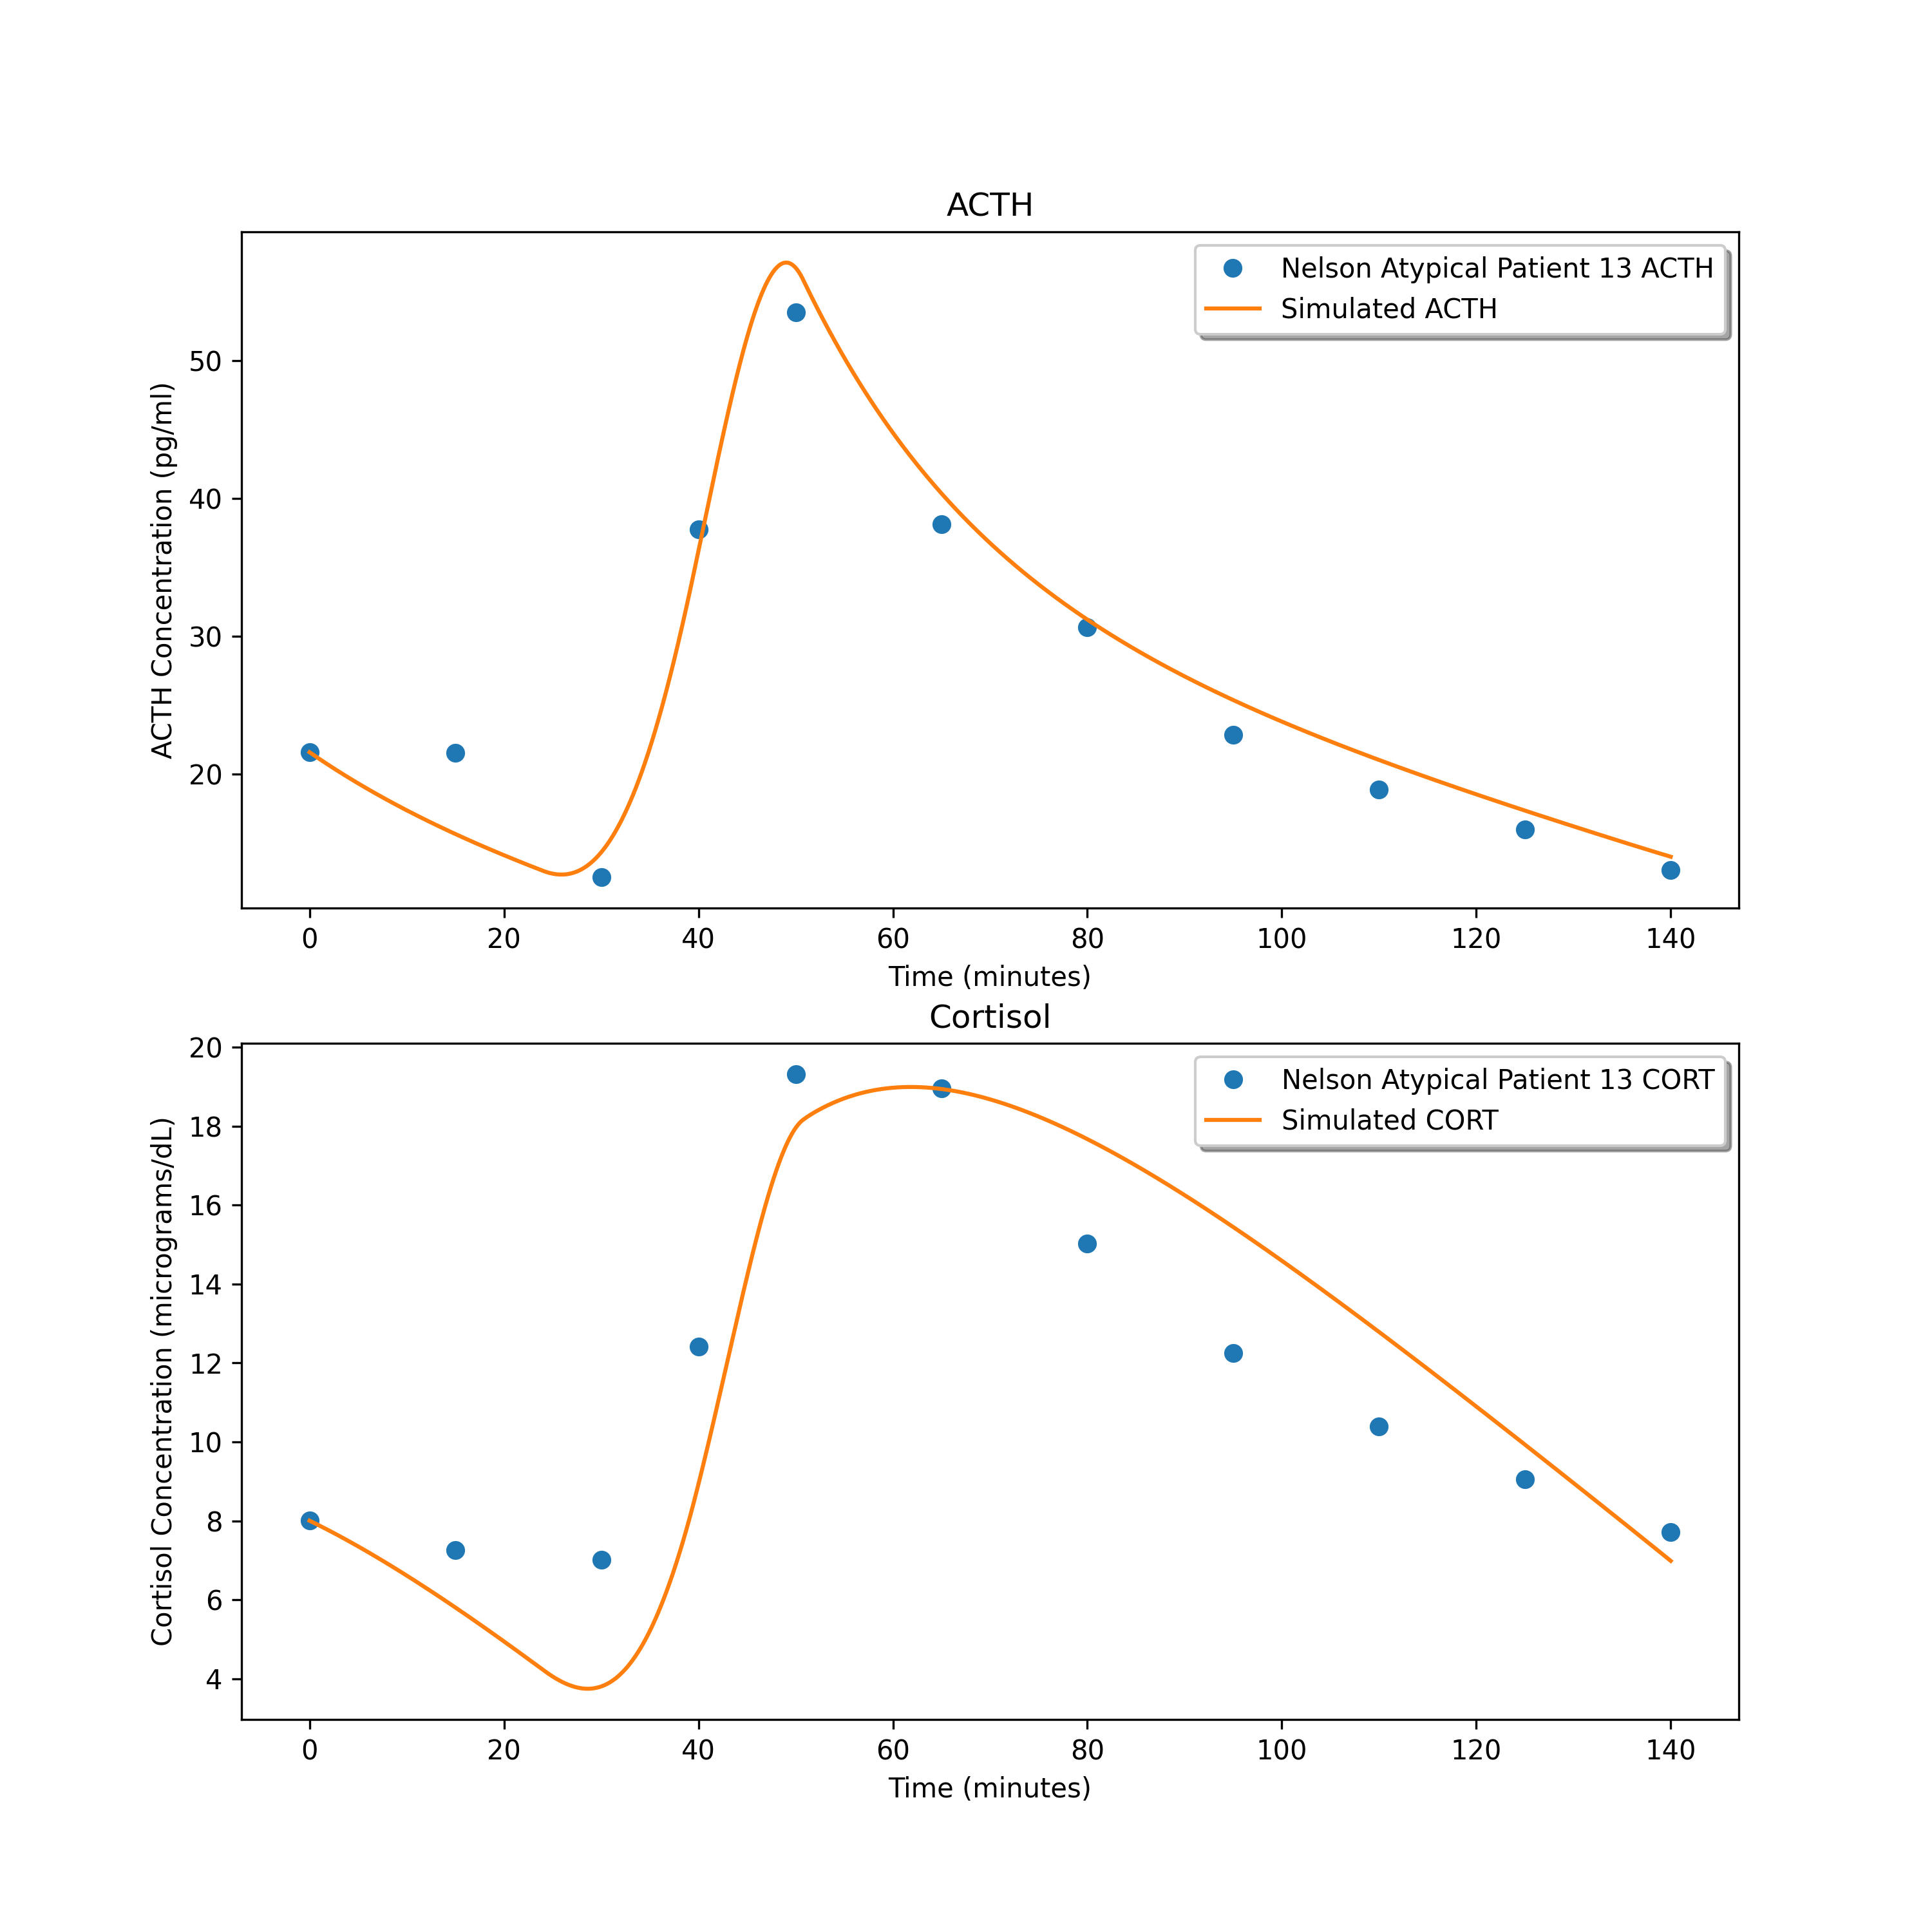 ACTH
Nelson Atypical Patient 13 ACTH
Simulated ACTH
ACTH Concentration (pg/ml)
50
40
30
20
0 20 40 60 80 100 120 140
Time (minutes)
Cortisol
Nelson Atypical Patient 13 CORT
Simulated CORT
Cortisol Concentration (micrograms/dL)
20
18
16
14
12
10
8
6
4
0 20 40 60 80 100 120 140
Time (minutes)